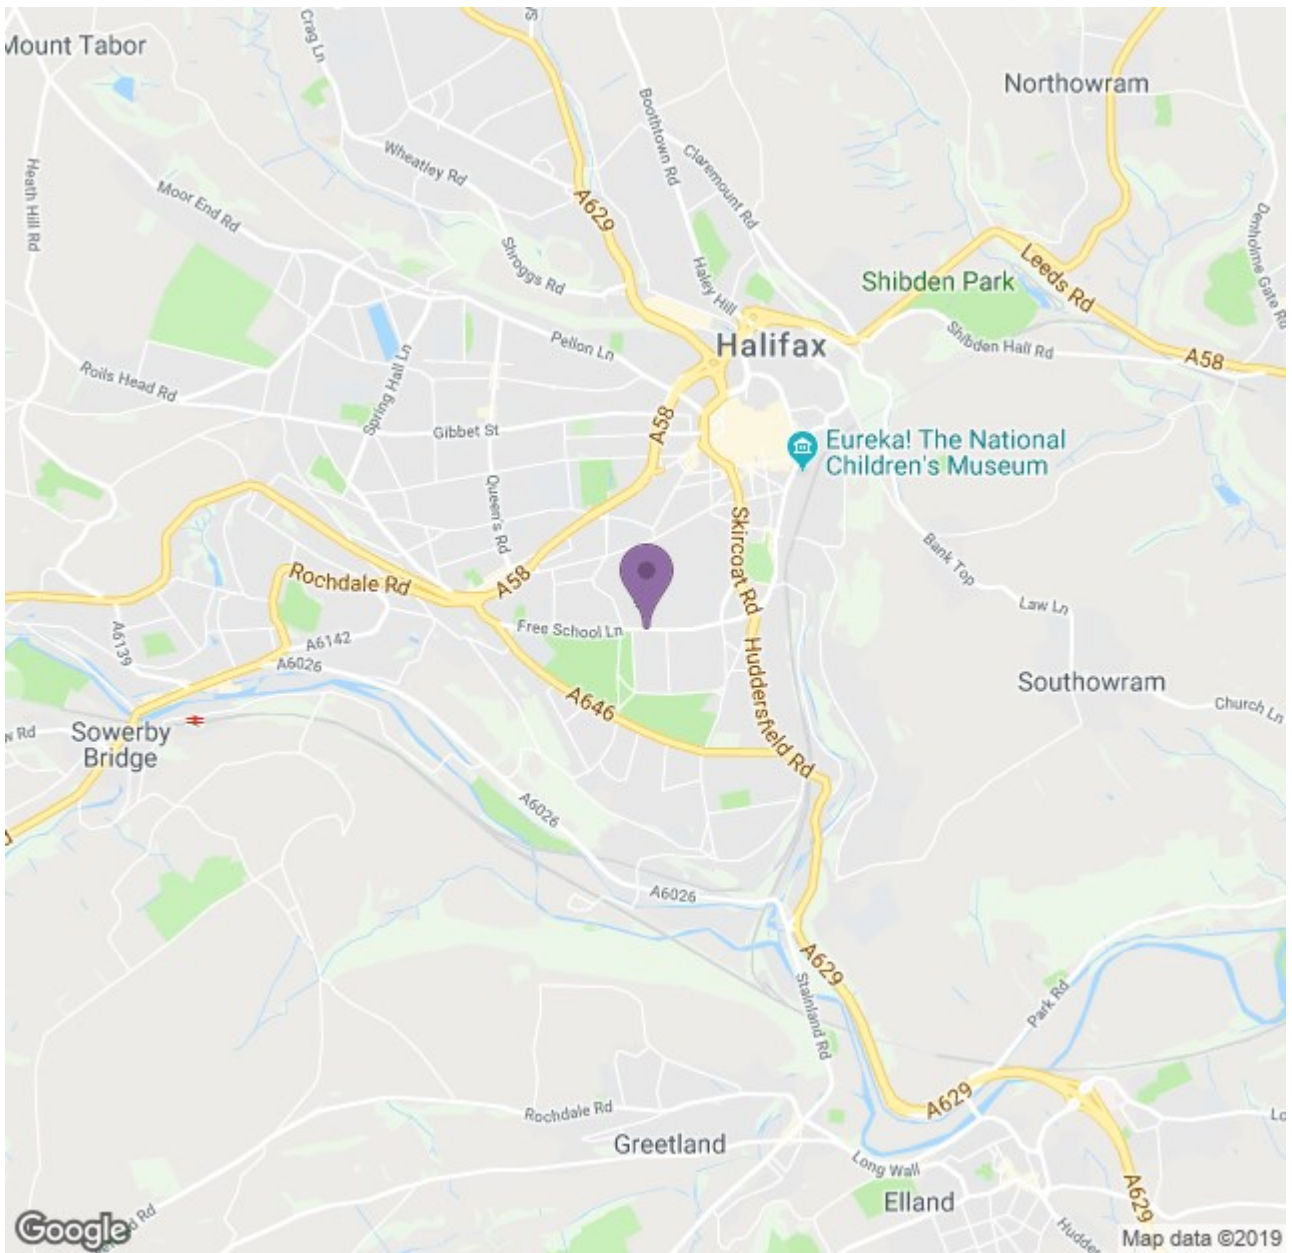 Mount Tabor
Crag Ln
Northowram
Boothtown Rd
Claremount Rd
Wheatley Rd
Heath Hill Rd
Moor End Rd
A629
Denholme Gate Rd
Shroggs Rd
Haley Hill
Leeds Rd
Shibden Park
Halifax
Shibden Hall Rd
Pellon Ln
A58
Roils Head Rd
Spring Hall Ln
Gibbet St
A58
Eureka! The National
Children's Museum
Queen's Rd
Skircoat Rd
Bank Top
Rochdale Rd
A58
Law Ln
Free School Ln
A6139
A6142
A6026
Huddersfield Rd
Southowram
A646
Church Ln
Sowerby
Bridge
A6026
A6026
A629
Stainland Rd
Park Rd
A629
Rochdale Rd
Greetland
Long Wall
Elland
A629
Google
Map data ©2019